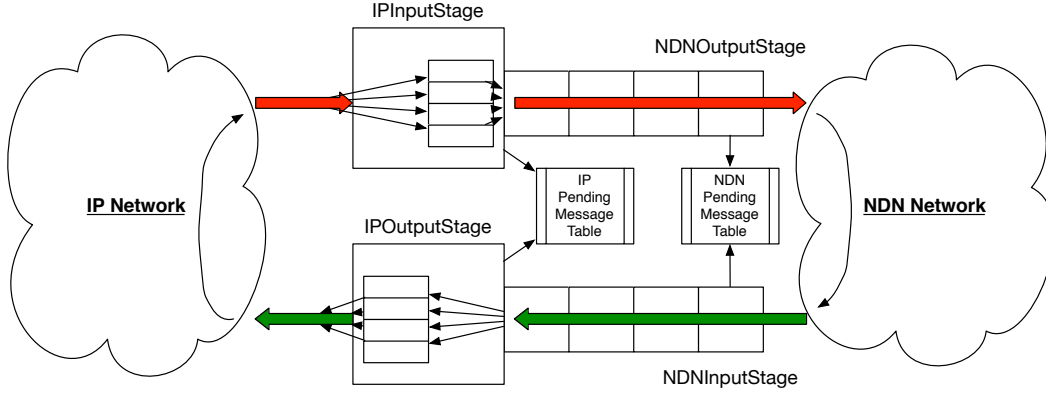 IPInputStage
NDNOutputStage
IP Network
IP
Pending
Message
Table
NDN
Pending
Message
Table
NDN Network
IPOutputStage
NDNInputStage